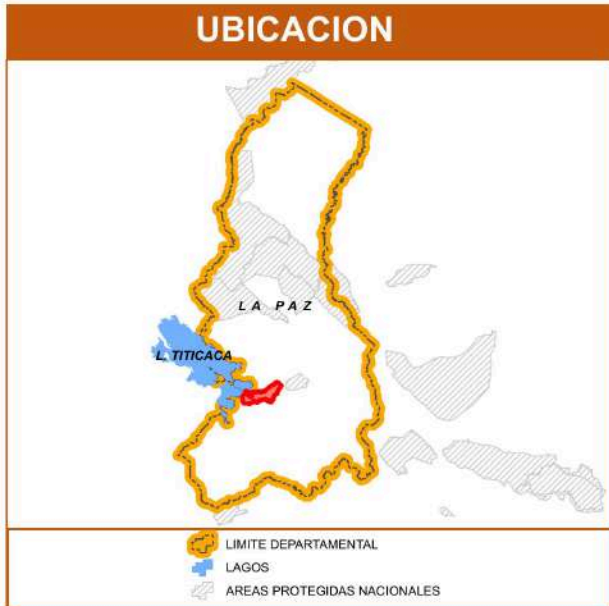 UBICACION
LA PAZ
L. TITICACA
LIMITE DEPARTAMENTAL
LAGOS
AREAS PROTEGIDAS NACIONALES